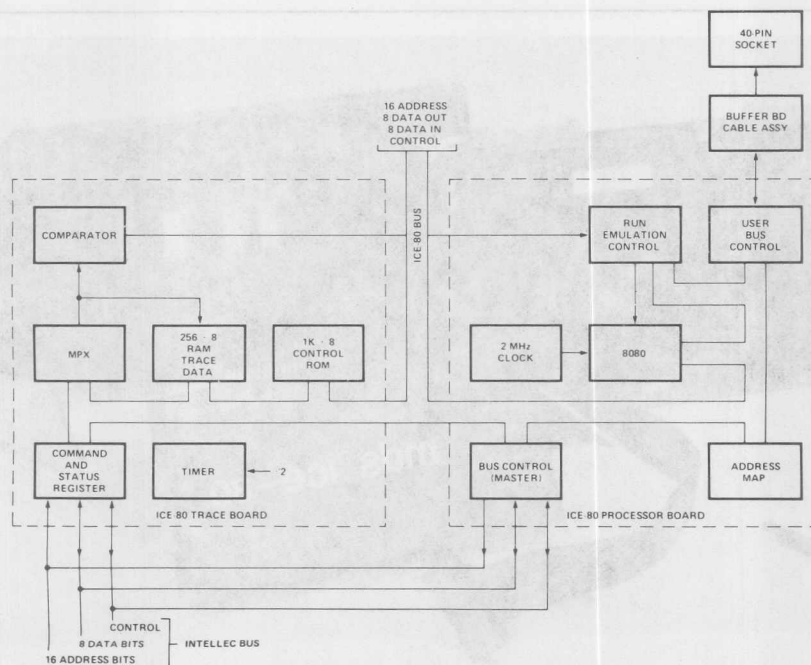 40-PIN
SOCKET
BUFFER BD
CABLE ASSY
16 ADDRESS
8 DATA OUT
8 DATA IN
CONTROL
ICE 80 BUS
COMPARATOR
RUN
EMULATION
CONTROL
USER
BUS
CONTROL
MPX
256 · 8
RAM
TRACE
DATA
1K · 8
CONTROL
ROM
2 MHz
CLOCK
8080
COMMAND
AND
STATUS
REGISTER
TIMER
2
BUS CONTROL
(MASTER)
ADDRESS
MAP
ICE-80 TRACE BOARD
ICE-80 PROCESSOR BOARD
CONTROL
8 DATA BITS
16 ADDRESS BITS
INTELLEC BUS